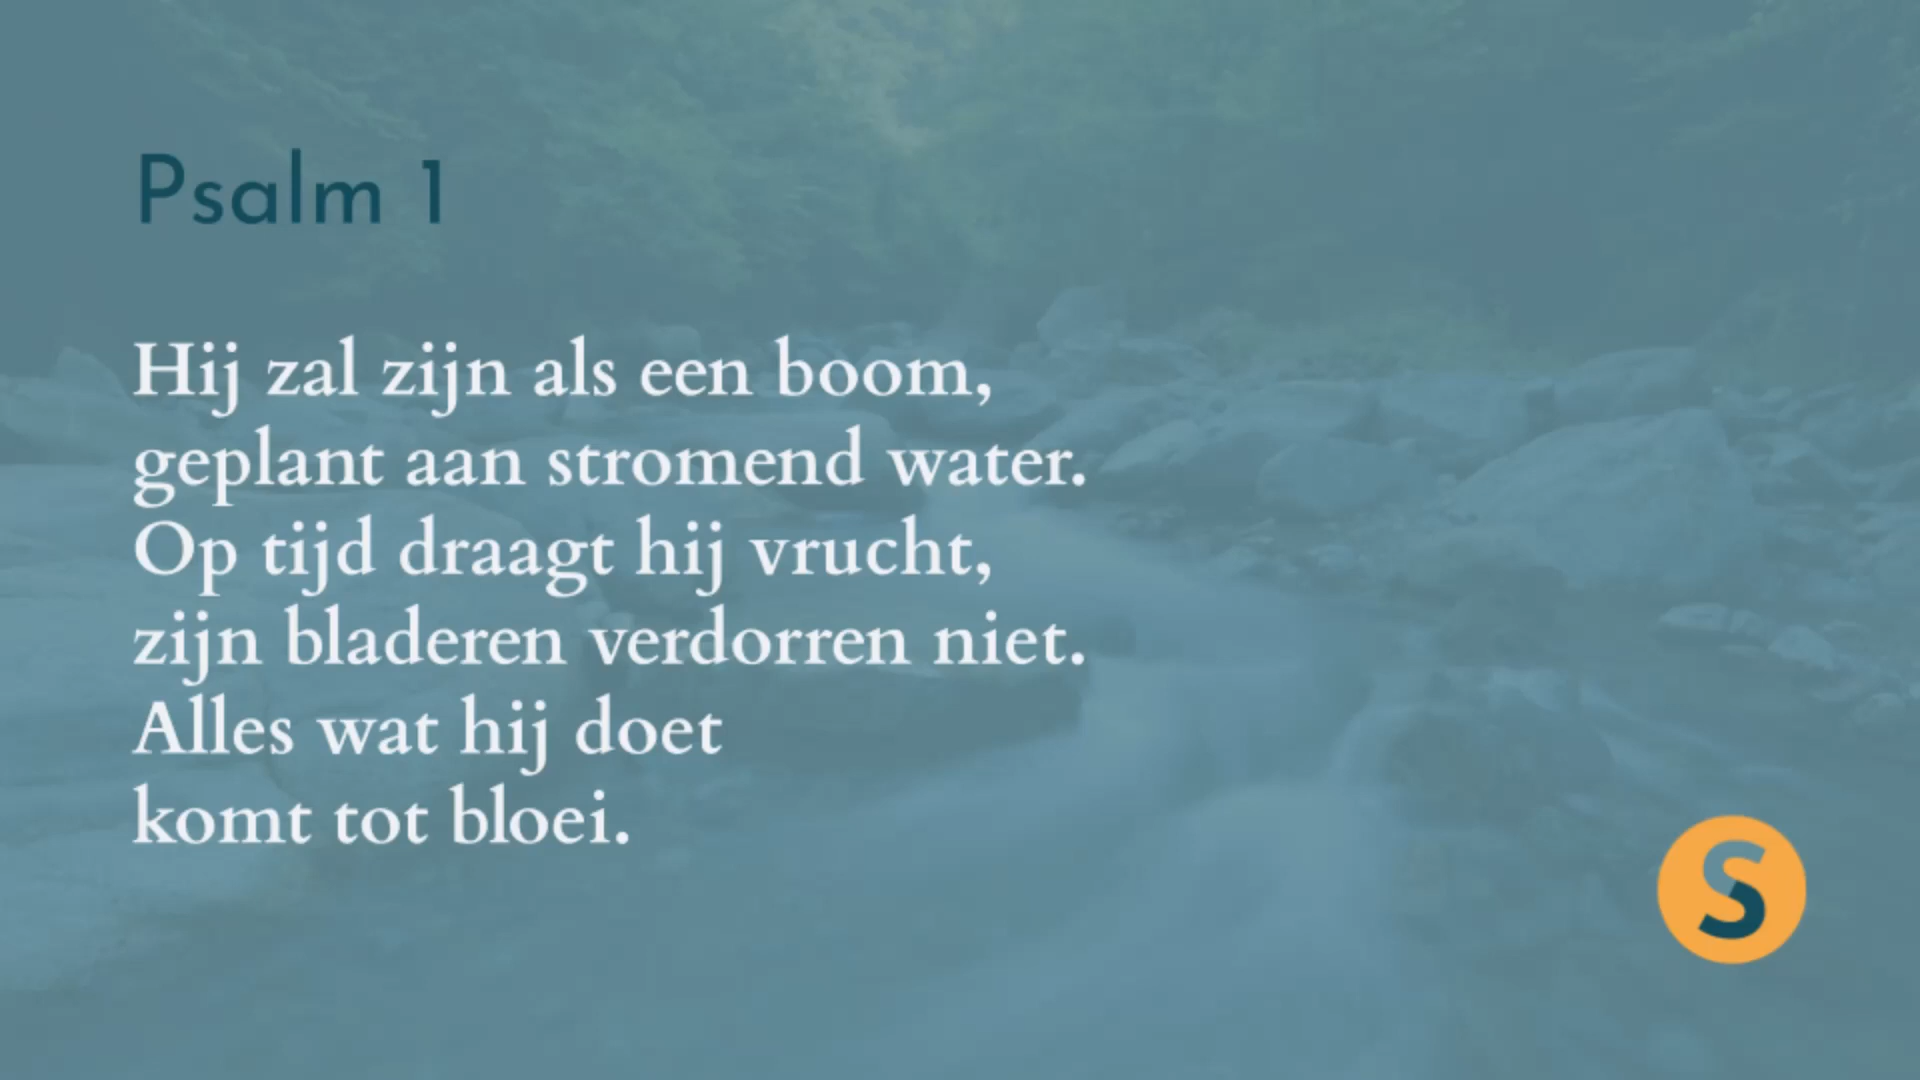 Psalm 1
Hij zal zijn als een boom,
geplant aan stromend water.
Op tijd draagt hij vrucht,
zijn bladeren verdorren niet.
Alles wat hij doet
komt tot bloei.
S